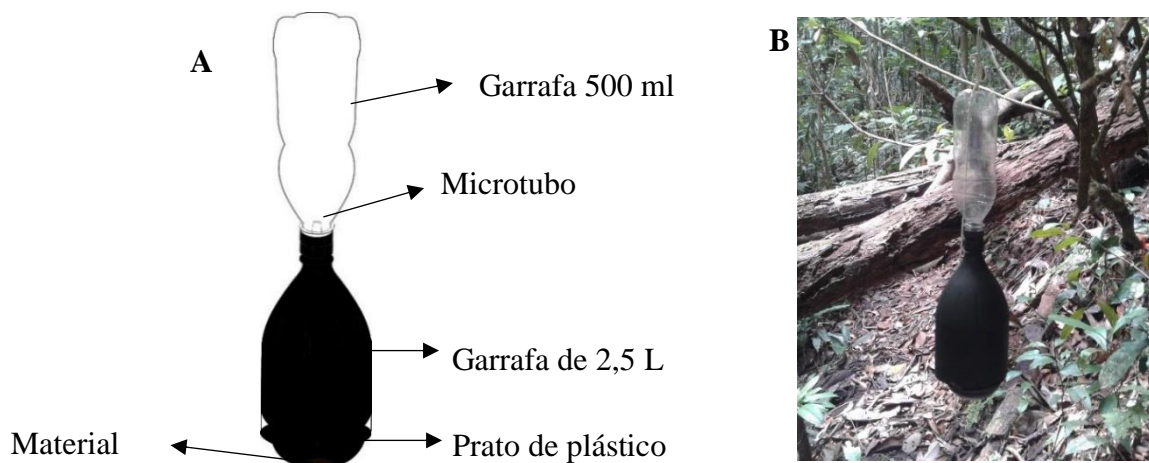 A
B
Garrafa 500 ml
Microtubo
Garrafa de 2,5 L
Material
Prato de plástico